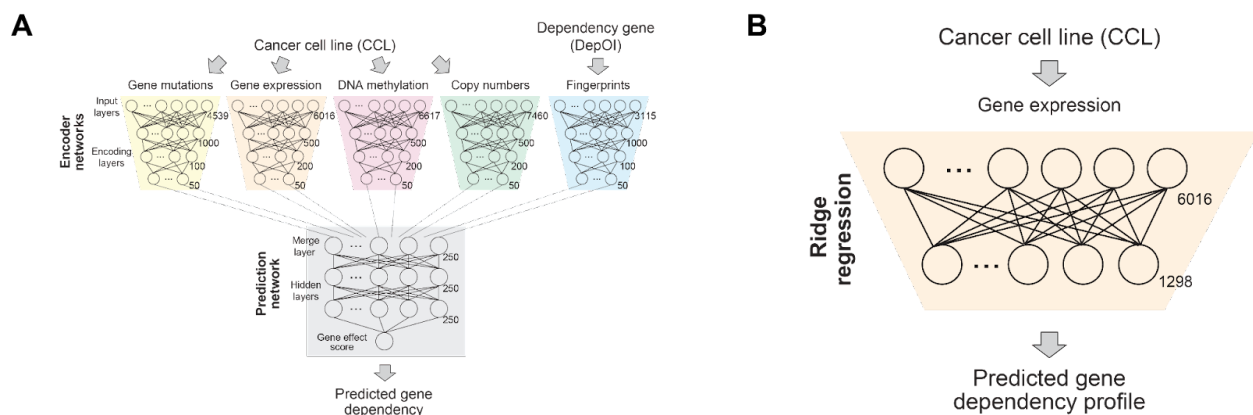 A
Cancer cell line (CCL)
Dependency gene
(DepOI)
Gene mutations
Gene expression
DNA methylation
Copy numbers
Fingerprints
Encoder
networks
Input
layers
Encoding
layers
4539
6016
6617
7460
3115
1000
500
500
500
1000
100
200
200
200
100
50
50
50
50
50
Prediction
network
Merge
layer
250
Hidden
layers
250
250
Gene effect
score
Predicted gene
dependency
B
Cancer cell line (CCL)
Gene expression
Ridge
regression
6016
1298
Predicted gene
dependency profile